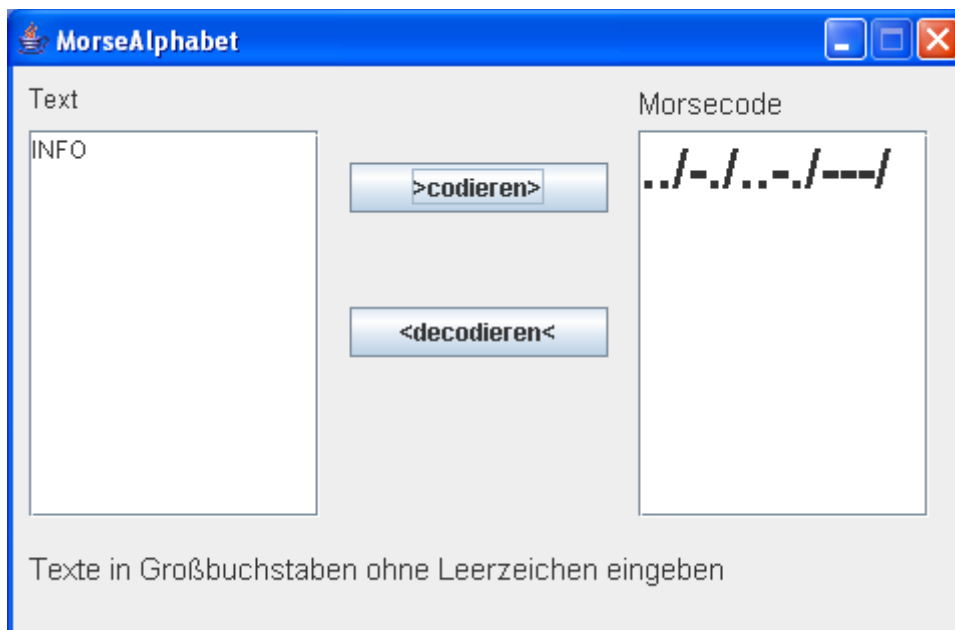 MorseAlphabet
Text
Morsecode
INFO
../-./..-./---/
>codieren>
<decodieren<
Texte in Großbuchstaben ohne Leerzeichen eingeben